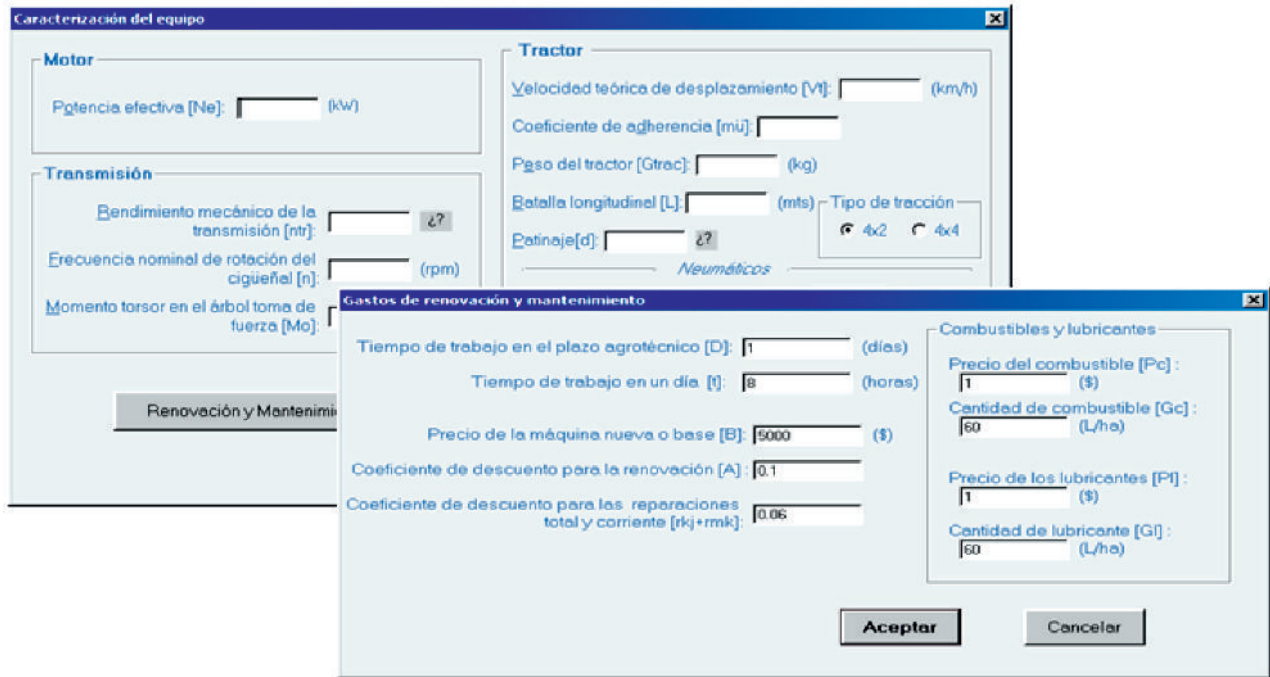 Caracterización del equipo
Motor
Potencia efectiva [Ne]: (kW)
Transmisión
Rendimiento mecánico de la
transmisión [ntr]: ¿?
Frecuencia nominal de rotación del
cigüeñal [n]: (rpm)
Momento torsor en el árbol toma de
fuerza [Mo]:
Renovación y Mantenimi
Tractor
Velocidad teórica de desplazamiento [Vt]: (km/h)
Coeficiente de adherencia [mü]:
Peso del tractor [Gtrac]: (kg)
Batalla longitudinal [L]: (mts)
Tipo de tracción
4x2 4x4
Patinaje[d]: ¿?
Neumáticos
Gastos de renovación y mantenimiento
Tiempo de trabajo en el plazo agrotécnico [D]: 1 (días)
Tiempo de trabajo en un día [t]: 8 (horas)
Precio de la máquina nueva o base [B]: 5000 ($)
Coeficiente de descuento para la renovación [A] : 0.1
Coeficiente de descuento para las reparaciones
total y corriente [rkj+rmk]: 0.06
Combustibles y lubricantes
Precio del combustible [Pc] :
1 ($)
Cantidad de combustible [Gc] :
60 (L/ha)
Precio de los lubricantes [Pl] :
1 ($)
Cantidad de lubricante [Gl] :
60 (L/ha)
Aceptar
Cancelar